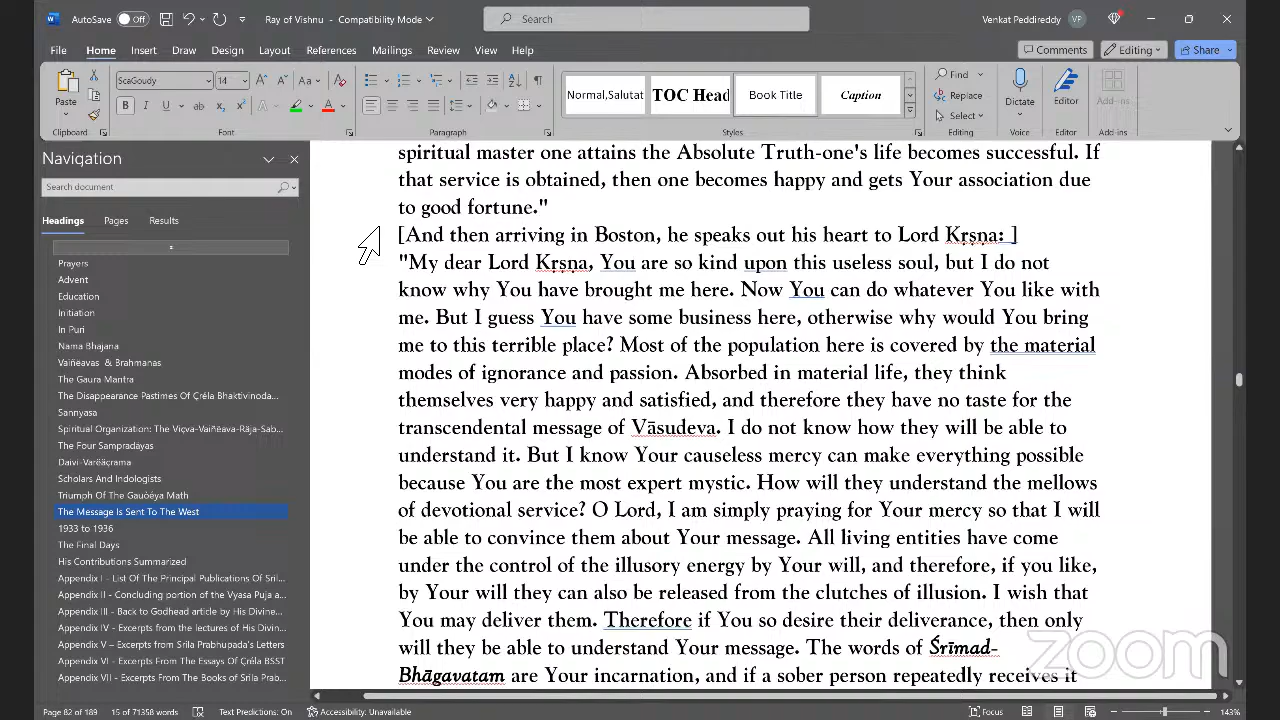 AutoSave Off Ray of Vishnu - Compatibility Mode Search Venkat Peddireddy VP
File Home Insert Draw Design Layout References Mailings Review View Help Comments Editing Share
Paste ScaGoudy 14 Normal,Salutat TOC Head Book Title Caption Find Replace Select Dictate Editor Add-ins
Clipboard Font Paragraph Styles Editing Voice Editor Add-ins
Navigation
Search document
Headings Pages Results
Prayers
Advent
Education
Initiation
In Puri
Nama Bhajana
Vaiñëavas & Brahmanas
The Gaura Mantra
The Disappearance Pastimes Of Çréla Bhaktivinoda...
Sannyasa
Spiritual Organization: The Viçva-Vaiñëava-Räja-Sab...
The Four Sampradäyas
Daivi-Varëäçrama
Scholars And Indologists
Triumph Of The Gauòéya Math
The Message Is Sent To The West
1933 to 1936
The Final Days
His Contributions Summarized
Appendix I - List Of The Principal Publications Of Sril...
Appendix II - Concluding portion of the Vyasa Puja a...
Appendix III - Back to Godhead article by His Divine...
Appendix IV - Excerpts from the lectures of His Divin...
Appendix V – Excerpts from Srila Prabhupada's Letters
Appendix VI - Excerpts From The Essays Of Çréla BSST
Appendix VII - Excerpts From The Books of Srila Prab...
spiritual master one attains the Absolute Truth-one's life becomes successful. If
that service is obtained, then one becomes happy and gets Your association due
to good fortune."
[And then arriving in Boston, he speaks out his heart to Lord Kṛṣṇa: ]
"My dear Lord Kṛṣṇa, You are so kind upon this useless soul, but I do not
know why You have brought me here. Now You can do whatever You like with
me. But I guess You have some business here, otherwise why would You bring
me to this terrible place? Most of the population here is covered by the material
modes of ignorance and passion. Absorbed in material life, they think
themselves very happy and satisfied, and therefore they have no taste for the
transcendental message of Vāsudeva. I do not know how they will be able to
understand it. But I know Your causeless mercy can make everything possible
because You are the most expert mystic. How will they understand the mellows
of devotional service? O Lord, I am simply praying for Your mercy so that I will
be able to convince them about Your message. All living entities have come
under the control of the illusory energy by Your will, and therefore, if you like,
by Your will they can also be released from the clutches of illusion. I wish that
You may deliver them. Therefore if You so desire their deliverance, then only
will they be able to understand Your message. The words of Śrīmad-
Bhāgavatam are Your incarnation, and if a sober person repeatedly receives it
zoom
Page 82 of 189 15 of 71358 words Text Predictions: On Accessibility: Unavailable Focus 143%